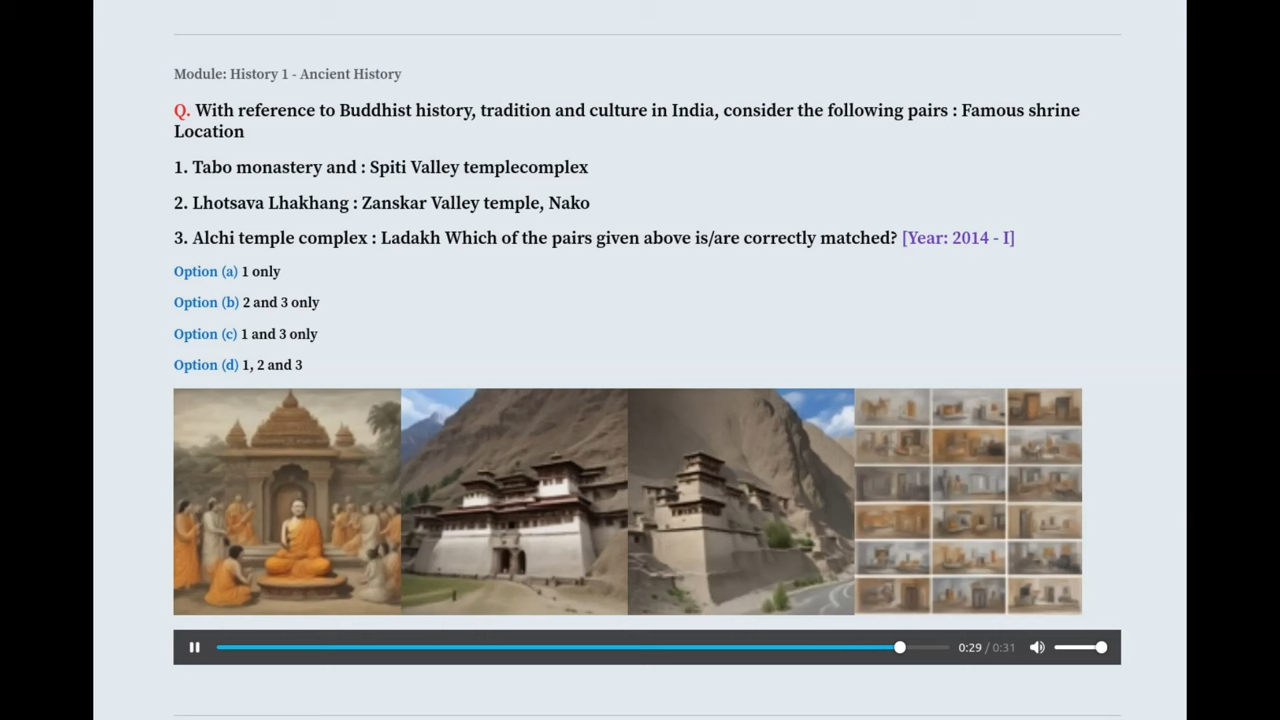 Module: History 1 - Ancient History
Q. With reference to Buddhist history, tradition and culture in India, consider the following pairs : Famous shrine
Location
1. Tabo monastery and : Spiti Valley templecomplex
2. Lhotsava Lhakhang : Zanskar Valley temple, Nako
3. Alchi temple complex : Ladakh Which of the pairs given above is/are correctly matched? [Year: 2014 - I]
Option (a) 1 only
Option (b) 2 and 3 only
Option (c) 1 and 3 only
Option (d) 1, 2 and 3
0:29 / 0:31